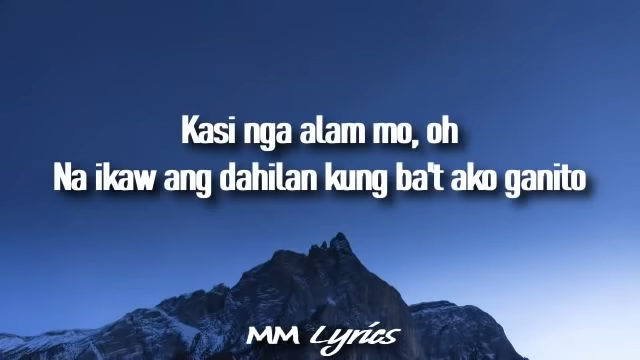 Kasi nga alam mo, oh
Na ikaw ang dahilan kung ba't ako ganito
MM Lyrics